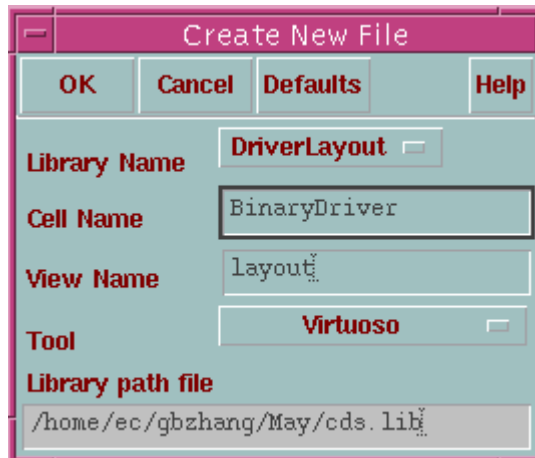 Create New File
OK Cancel Defaults Help
Library Name DriverLayout
Cell Name BinaryDriver
View Name layout
Tool Virtuoso
Library path file
/home/ec/gbzhang/May/cds.lib